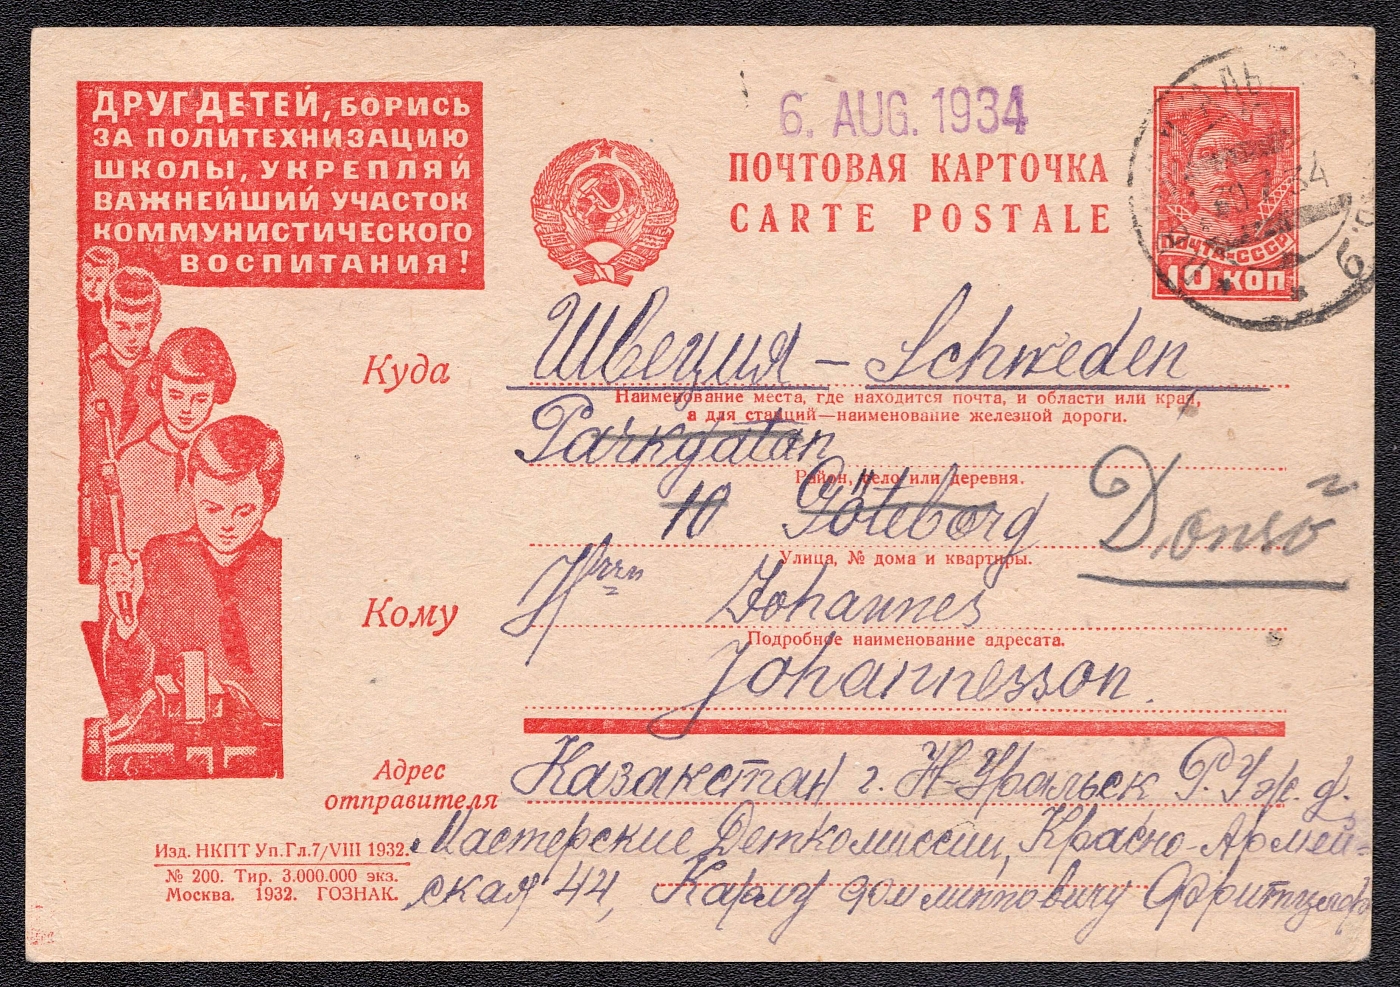 ДРУГ ДЕТЕЙ, БОРИСЬ
ЗА ПОЛИТЕХНИЗАЦИЮ
ШКОЛЫ, УКРЕПЛЯЙ
ВАЖНЕЙШИЙ УЧАСТОК
КОММУНИСТИЧЕСКОГО
ВОСПИТАНИЯ!
6. AUG. 1934
ПОЧТОВАЯ КАРТОЧКА
CARTE POSTALE
ПОЧТА·СССР
10 КОП
Куда
Швеция – Schweden
Наименование места, где находится почта, и области или края,
а для станций—наименование железной дороги.
Parkgatan
Район, село или деревня.
10 Göteborg
Donsö
Улица, № дома и квартиры.
Кому
Hrrn Johannes
Подробное наименование адресата.
Johannesson.
Адрес
отправителя
Казакстан г. Н-Уральск Р. Уж. д.
Мастерские Деткомиссии, Красно-Армей-
ская 44, Карлу
Изд. НКПТ Уп.Гл.7/VIII 1932.
№ 200. Тир. 3.000.000 экз.
Москва. 1932. ГОЗНАК.